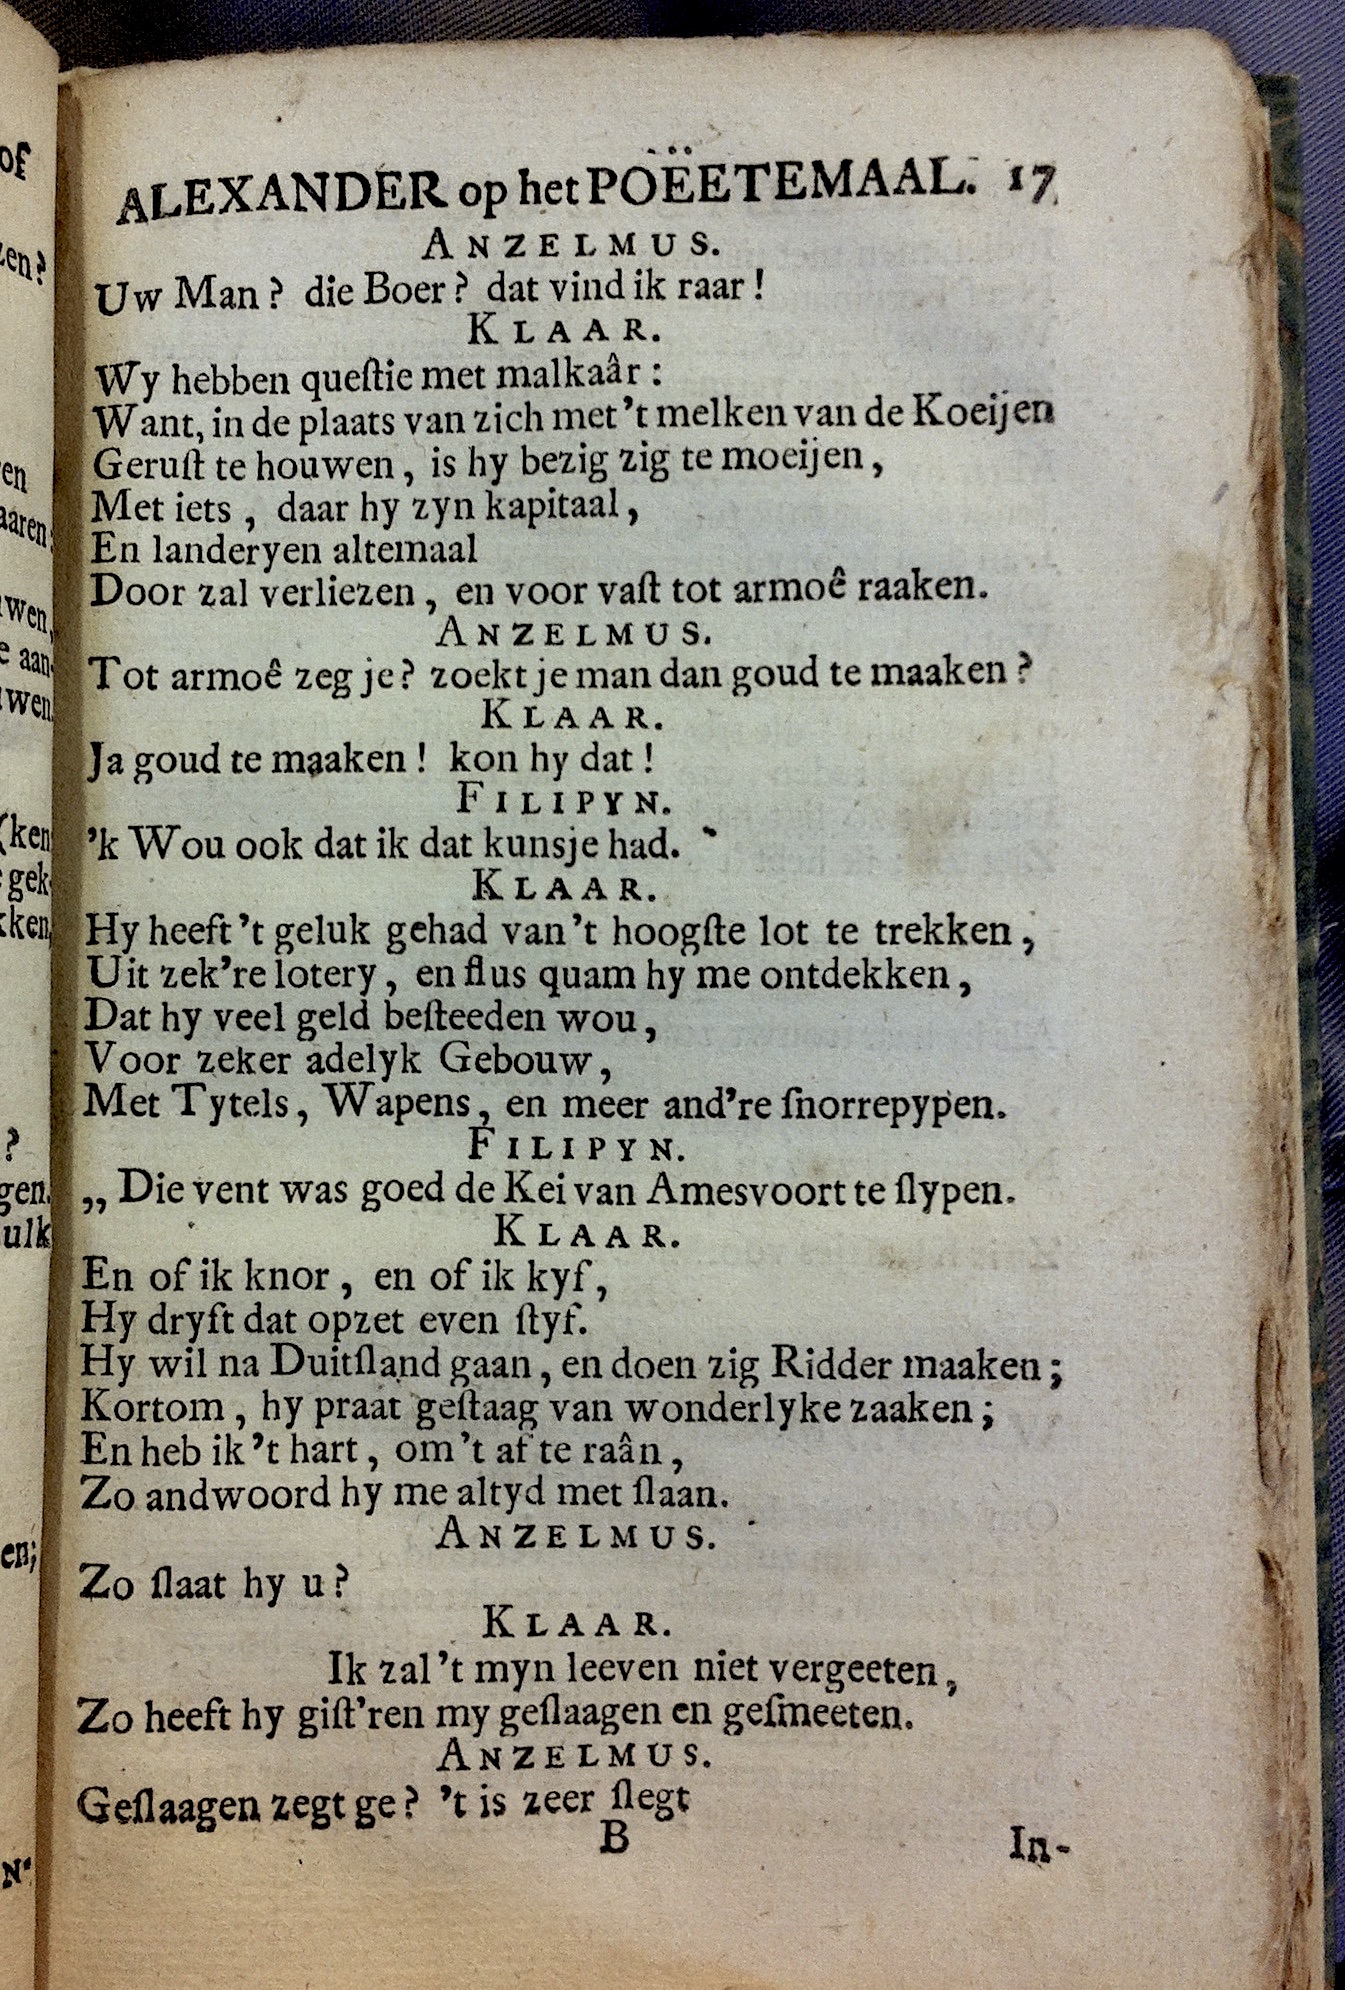 ALEXANDER op het POËETEMAAL. 17
ANZELMUS.
Uw Man? die Boer? dat vind ik raar!
KLAAR.
Wy hebben queſtie met malkaâr:
Want, in de plaats van zich met 't melken van de Koeijen
Geruſt te houwen, is hy bezig zig te moeijen,
Met iets, daar hy zyn kapitaal,
En landeryen altemaal
Door zal verliezen, en voor vaſt tot armoê raaken.
ANZELMUS.
Tot armoê zeg je? zoekt je man dan goud te maaken?
KLAAR.
Ja goud te maaken! kon hy dat!
FILIPYN.
'k Wou ook dat ik dat kunsje had.
KLAAR.
Hy heeft 't geluk gehad van 't hoogſte lot te trekken,
Uit zek're lotery, en flus quam hy me ontdekken,
Dat hy veel geld beſteeden wou,
Voor zeker adelyk Gebouw,
Met Tytels, Wapens, en meer and're ſnorrepypen.
FILIPYN.
„ Die vent was goed de Kei van Amesvoort te ſlypen.
KLAAR.
En of ik knor, en of ik kyf,
Hy dryft dat opzet even ſtyf.
Hy wil na Duitſland gaan, en doen zig Ridder maaken;
Kortom, hy praat geſtaag van wonderlyke zaaken;
En heb ik 't hart, om 't af te raân,
Zo andwoord hy me altyd met ſlaan.
ANZELMUS.
Zo ſlaat hy u?
KLAAR.
Ik zal 't myn leeven niet vergeeten,
Zo heeft hy giſt'ren my geſlaagen en geſmeeten.
ANZELMUS.
Geſlaagen zegt ge? 't is zeer ſlegt
B In-